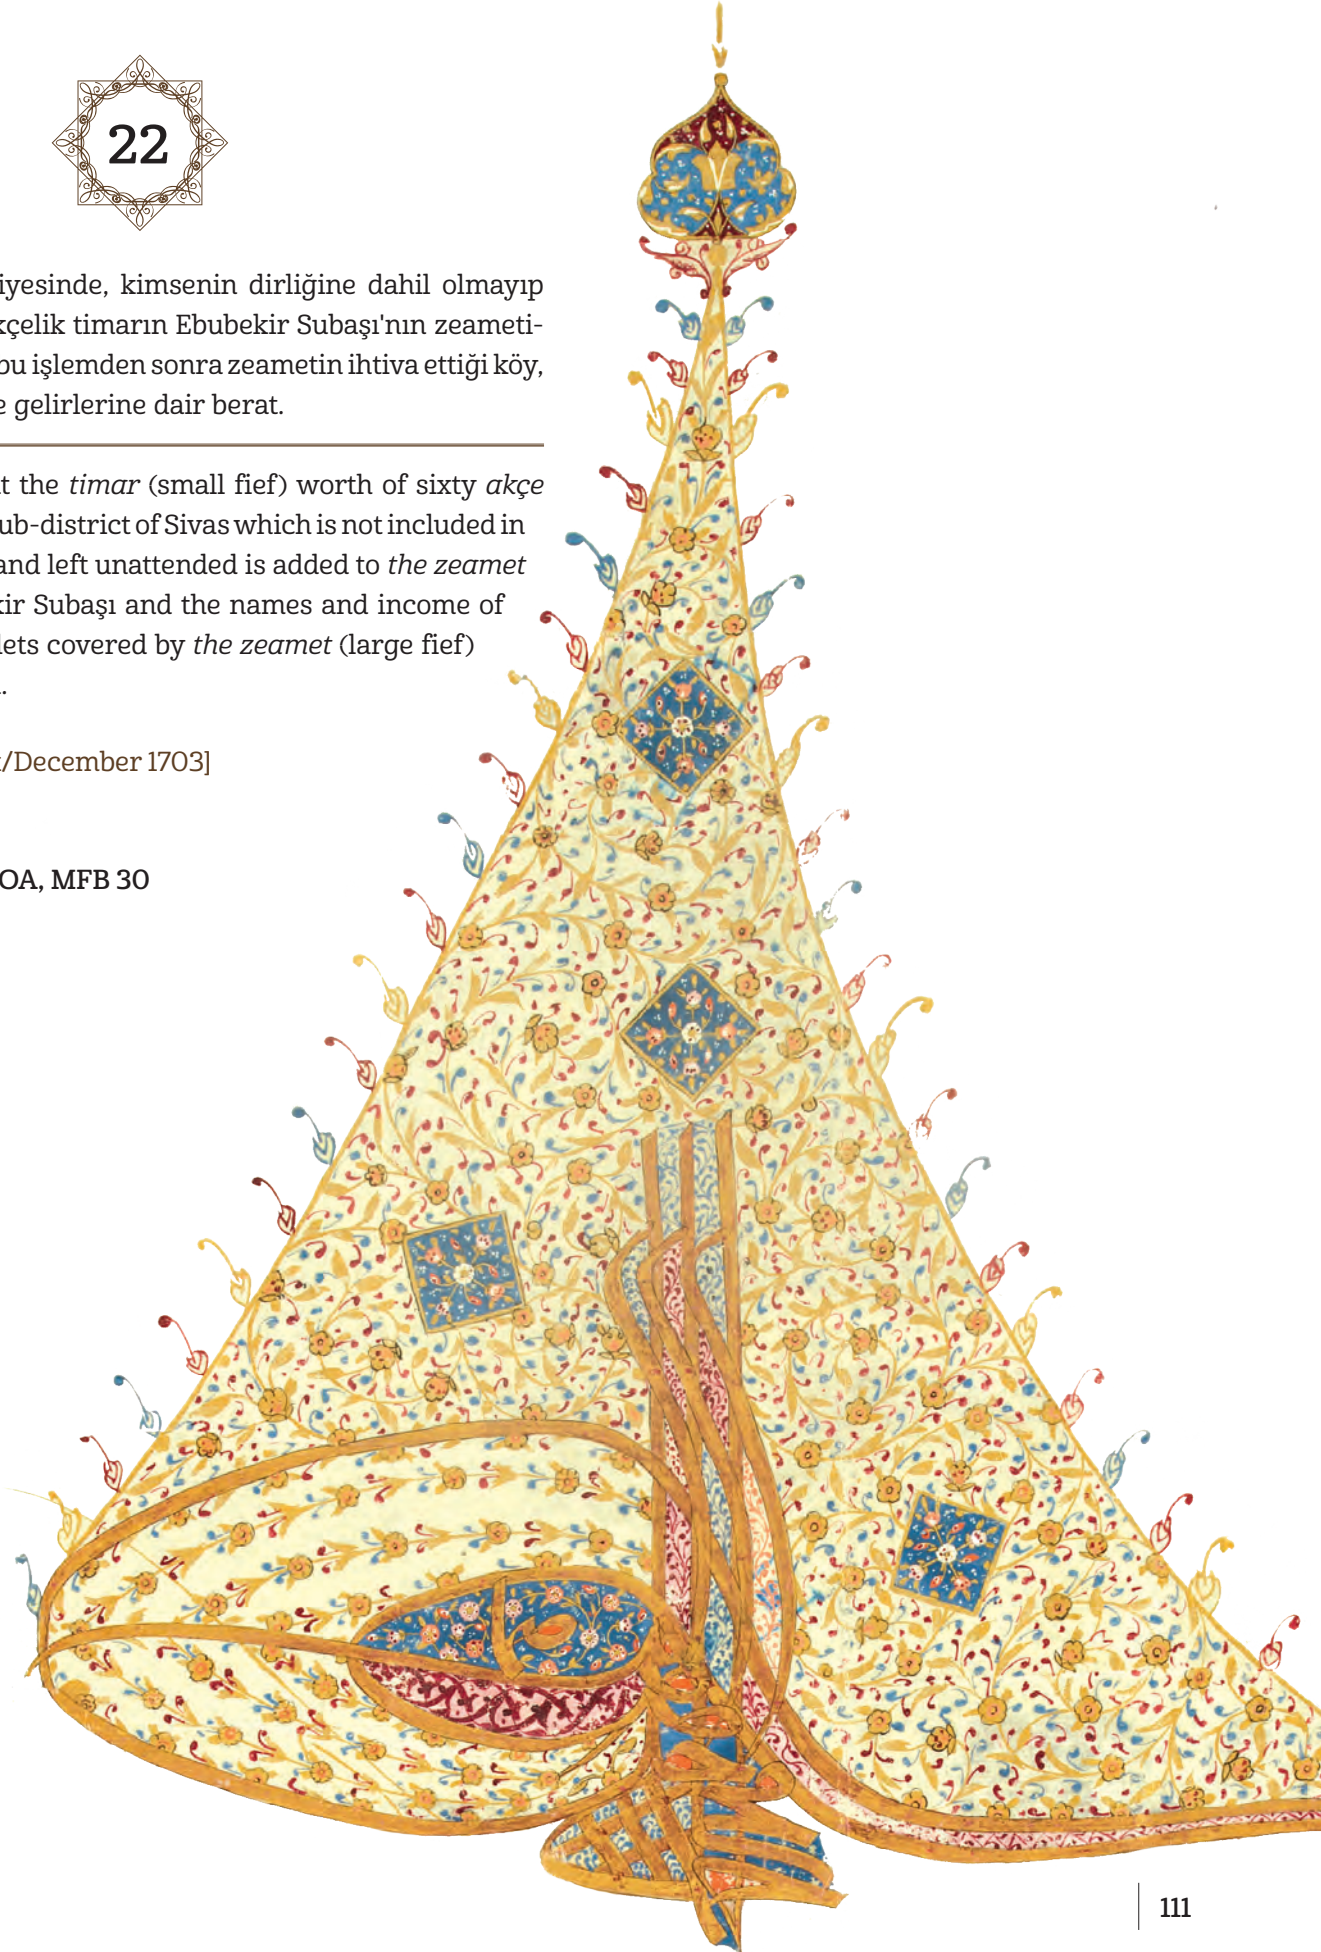 22
iyesinde, kimsenin dirliğine dahil olmayıp
kçelik timarın Ebubekir Subaşı'nın zeameti-
bu işlemden sonra zeametin ihtiva ettiği köy,
e gelirlerine dair berat.
t the timar (small fief) worth of sixty akçe
ub-district of Sivas which is not included in
and left unattended is added to the zeamet
kir Subaşı and the names and income of
lets covered by the zeamet (large fief)
.
/December 1703]
OA, MFB 30
111